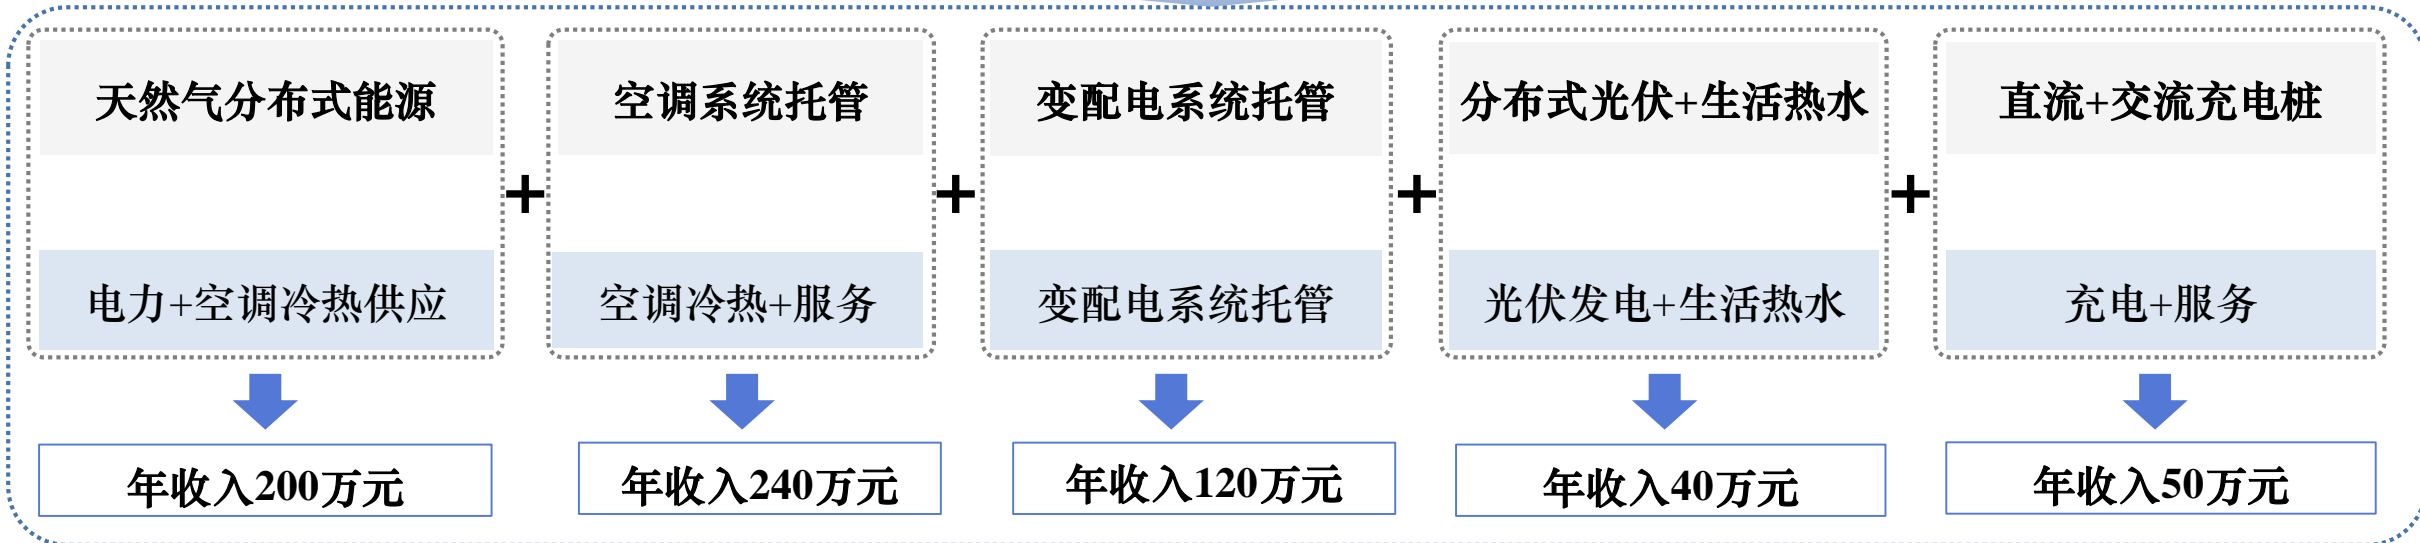 天然气分布式能源
空调系统托管
变配电系统托管
分布式光伏+生活热水
直流+交流充电桩
+
+
+
+
电力+空调冷热供应
空调冷热+服务
变配电系统托管
光伏发电+生活热水
充电+服务
年收入200万元
年收入240万元
年收入120万元
年收入40万元
年收入50万元